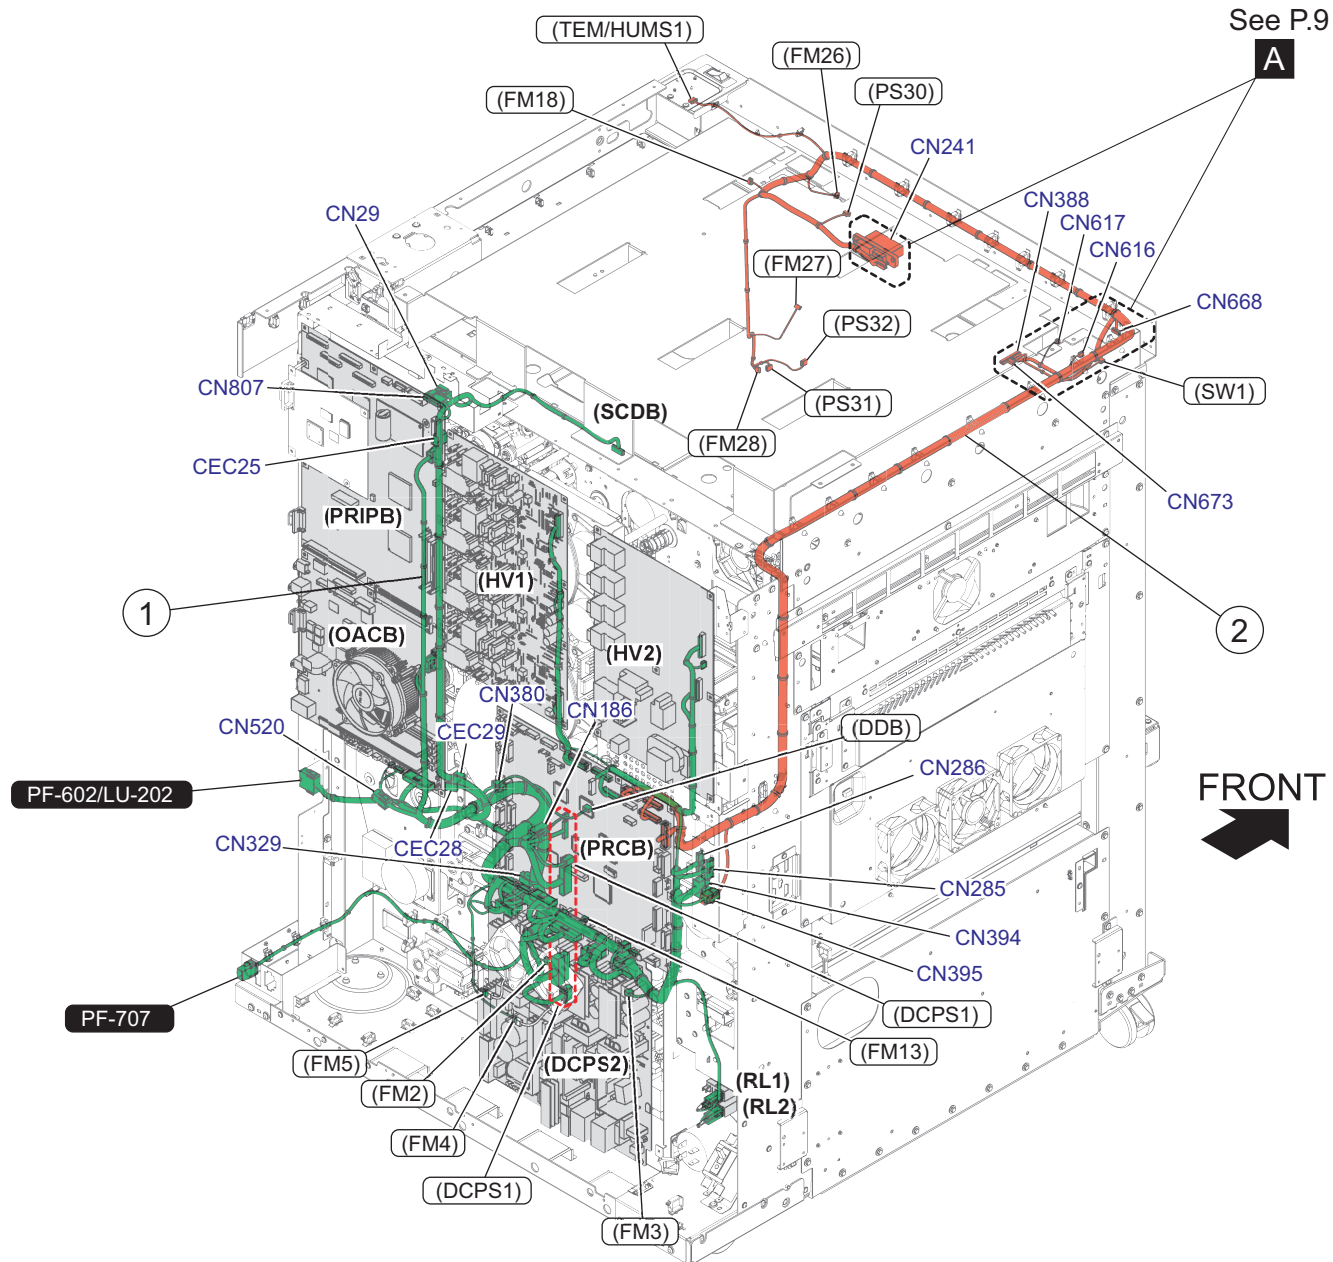 See P.9
A
(TEM/HUMS1)
(FM26)
(FM18)
(PS30)
CN241
CN388
CN29
CN617
CN616
(FM27)
CN668
(PS32)
CN807
(SW1)
(SCDB)
(PS31)
(FM28)
CEC25
CN673
(PRIPB)
(HV1)
1
2
(OACB)
(HV2)
CN380
CN186
CN520
CEC29
(DDB)
CN286
PF-602/LU-202
FRONT
CN329
CEC28
(PRCB)
CN285
CN394
CN395
PF-707
(DCPS1)
(FM13)
(FM5)
(DCPS2)
(RL1)
(FM2)
(RL2)
(FM4)
(DCPS1)
(FM3)